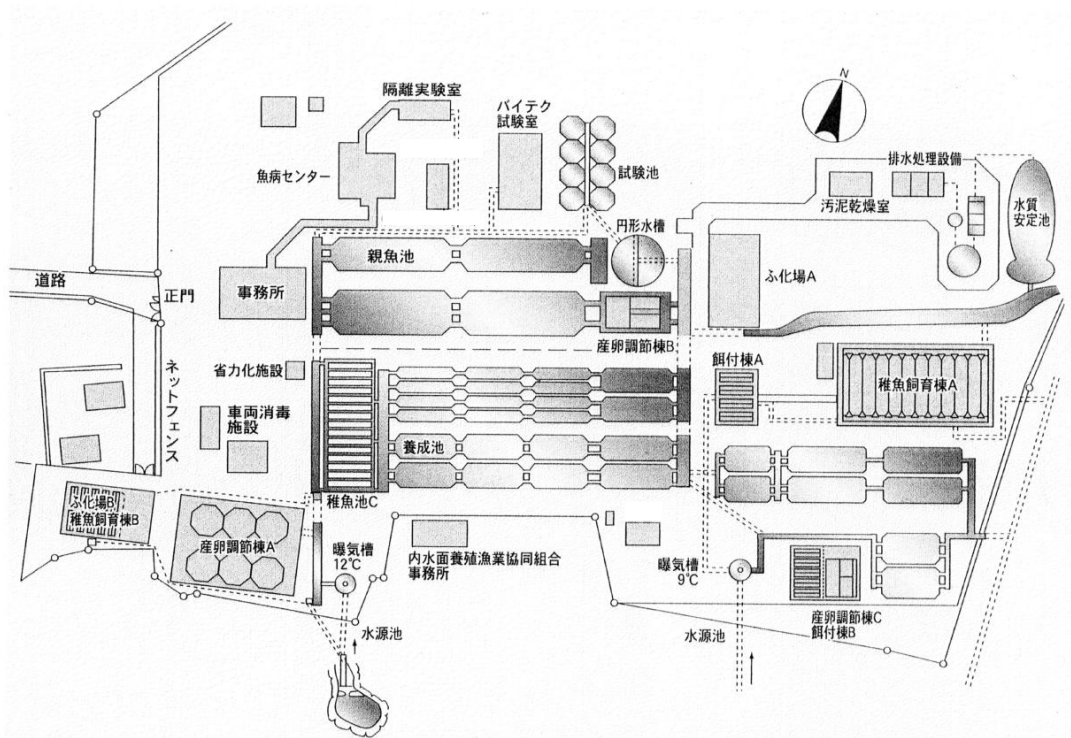 N
隔離実験室
バイテク
試験室
試験池
魚病センター
排水処理設備
汚泥乾燥室
水質
安定池
円形水槽
親魚池
ふ化場A
道路
正門
事務所
産卵調節棟B
餌付棟A
省力化施設
稚魚飼育棟A
ネットフェンス
車両消毒
施設
養成池
稚魚池C
ふ化場B
稚魚飼育棟B
産卵調節棟A
曝気槽
12℃
内水面養殖漁業協同組合
事務所
曝気槽
9℃
産卵調節棟C
餌付棟B
水源池
水源池